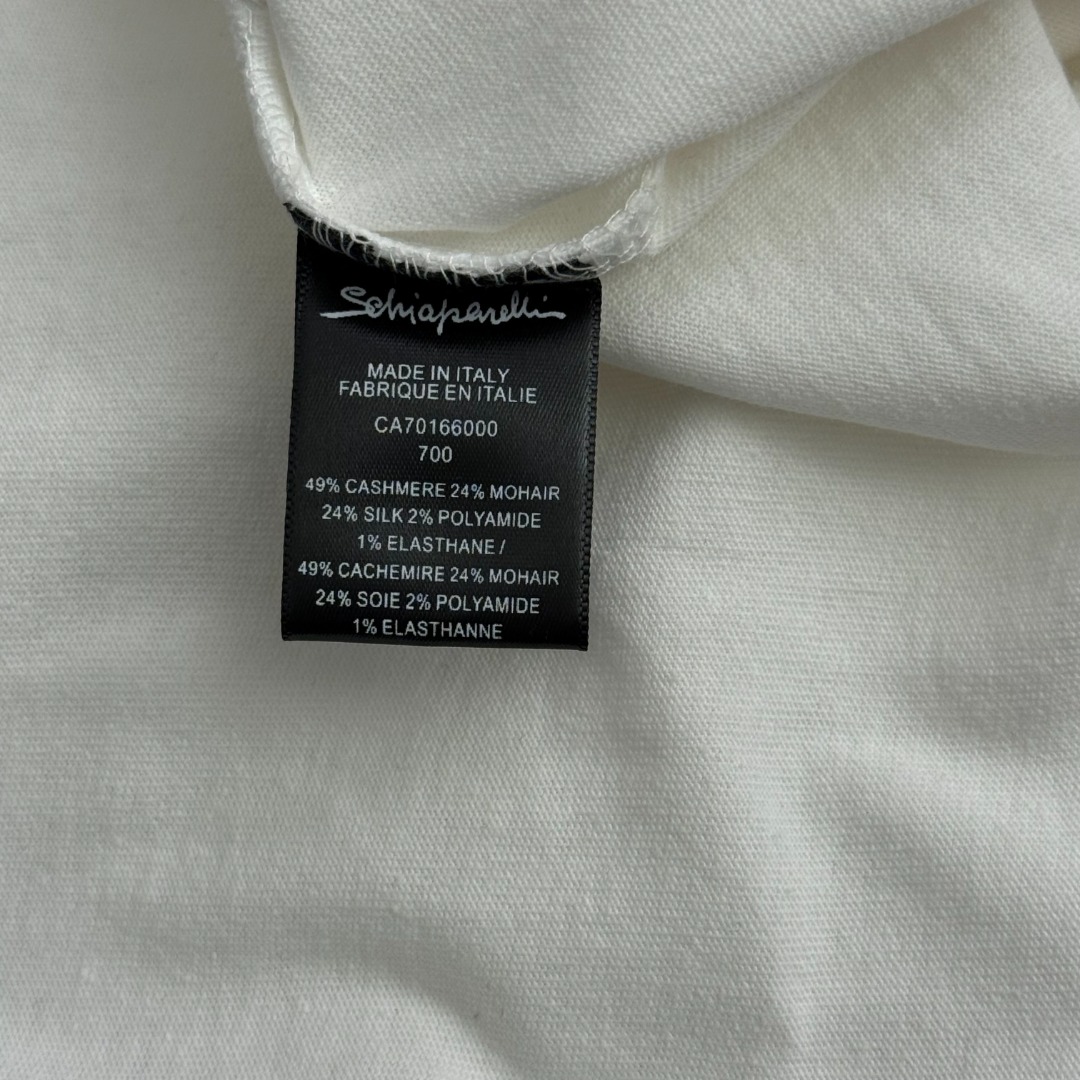 Schiaparelli
MADE IN ITALY
FABRIQUE EN ITALIE
CA70166000
700
49% CASHMERE 24% MOHAIR
24% SILK 2% POLYAMIDE
1% ELASTHANE /
49% CACHEMIRE 24% MOHAIR
24% SOIE 2% POLYAMIDE
1% ELASTHANNE